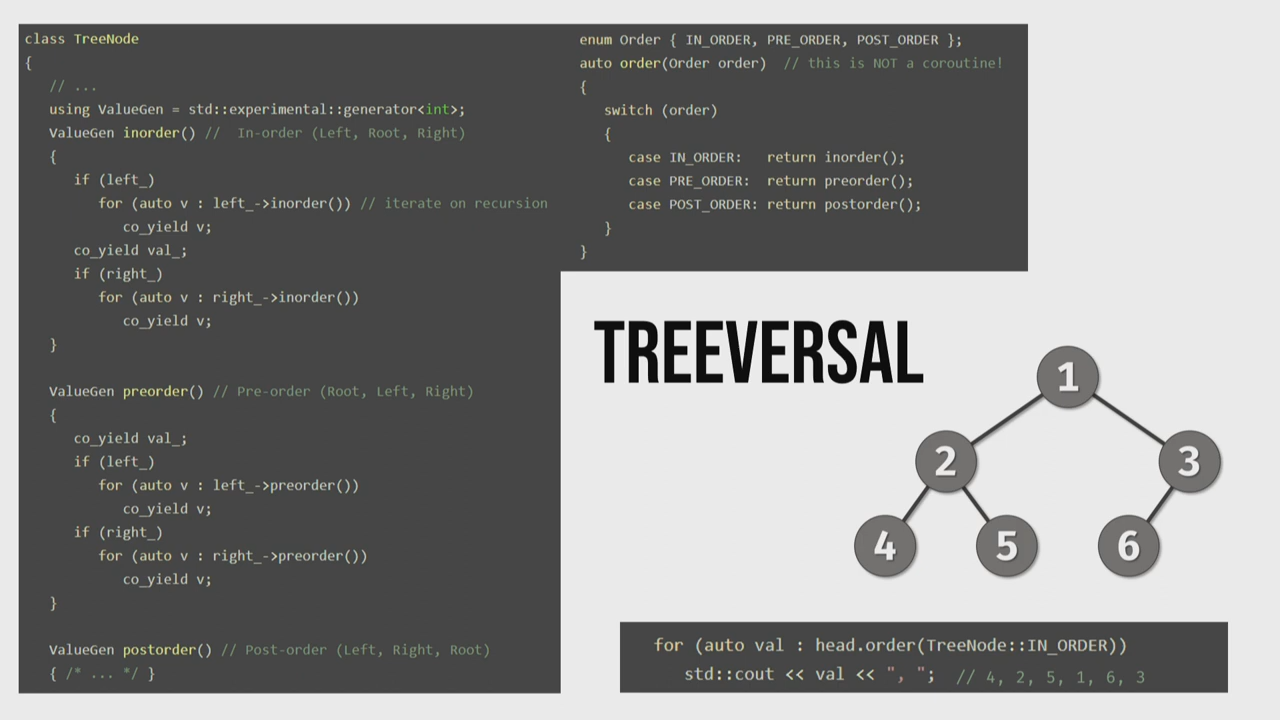 class TreeNode
{
// ...
using ValueGen = std::experimental::generator<int>;
ValueGen inorder() //  In-order (Left, Root, Right)
{
if (left_)
for (auto v : left_->inorder()) // iterate on recursion
co_yield v;
co_yield val_;
if (right_)
for (auto v : right_->inorder())
co_yield v;
}
ValueGen preorder() // Pre-order (Root, Left, Right)
{
co_yield val_;
if (left_)
for (auto v : left_->preorder())
co_yield v;
if (right_)
for (auto v : right_->preorder())
co_yield v;
}
ValueGen postorder() // Post-order (Left, Right, Root)
{ /* ... */ }
enum Order { IN_ORDER, PRE_ORDER, POST_ORDER };
auto order(Order order)  // this is NOT a coroutine!
{
switch (order)
{
case IN_ORDER:   return inorder();
case PRE_ORDER:  return preorder();
case POST_ORDER: return postorder();
}
}
TREEVERSAL
1
2 3
4 5 6
for (auto val : head.order(TreeNode::IN_ORDER))
std::cout << val << ", ";  // 4, 2, 5, 1, 6, 3